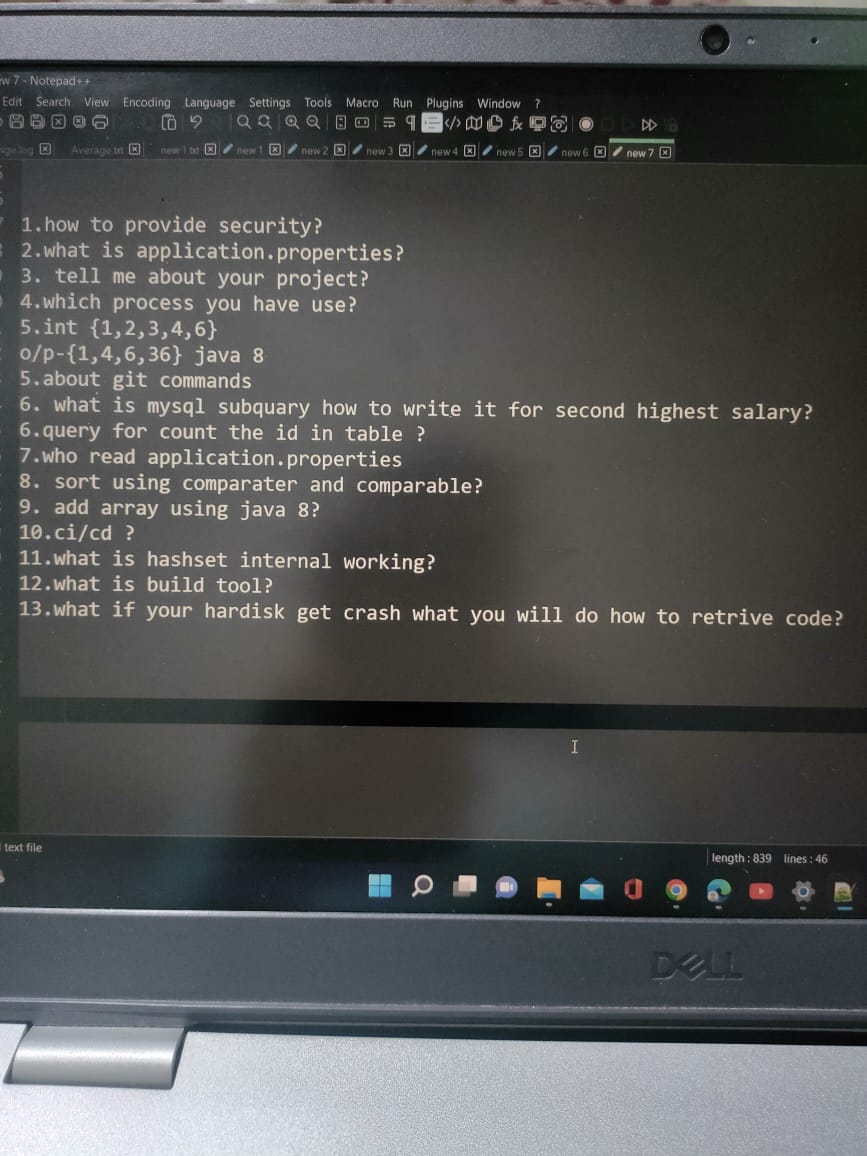 w 7 - Notepad++
Edit Search View Encoding Language Settings Tools Macro Run Plugins Window ?
nge.log Average.txt new 1.txt new 1 new 2 new 3 new 4 new 5 new 6 new 7
1.how to provide security?
2.what is application.properties?
3. tell me about your project?
4.which process you have use?
5.int {1,2,3,4,6}
o/p-{1,4,6,36} java 8
5.about git commands
6. what is mysql subquary how to write it for second highest salary?
6.query for count the id in table ?
7.who read application.properties
8. sort using comparater and comparable?
9. add array using java 8?
10.ci/cd ?
11.what is hashset internal working?
12.what is build tool?
13.what if your hardisk get crash what you will do how to retrive code?
text file
length : 839 lines : 46
DELL